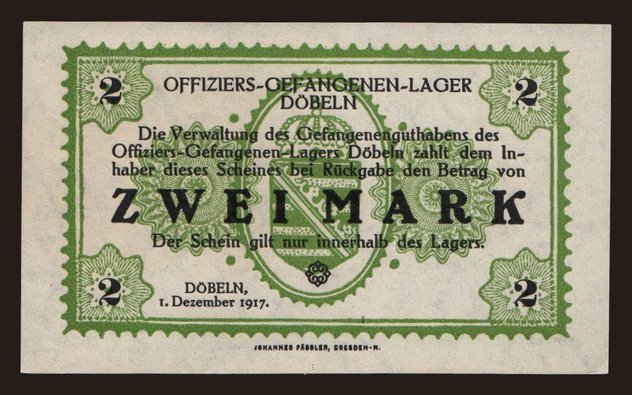 2 2
OFFIZIERS-GEFANGENEN-LAGER
DÖBELN
Die Verwaltung des Gefangenenguthabens des
Offiziers-Gefangenen-Lagers Döbeln zahlt dem In-
haber dieses Scheines bei Rückgabe den Betrag von
ZWEI MARK
Der Schein gilt nur innerhalb des Lagers.
DÖBELN,
1. Dezember 1917.
2 2
JOHANNES PÄSSLER, DRESDEN-N.